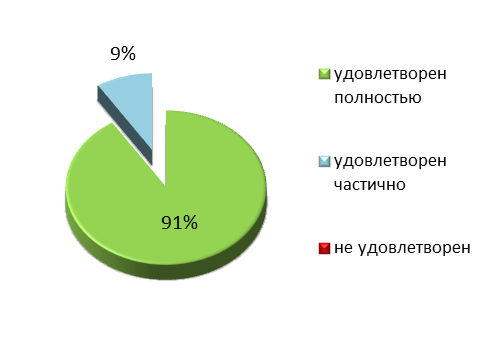 9%
91%
удовлетворен
полностью
удовлетворен
частично
не удовлетворен